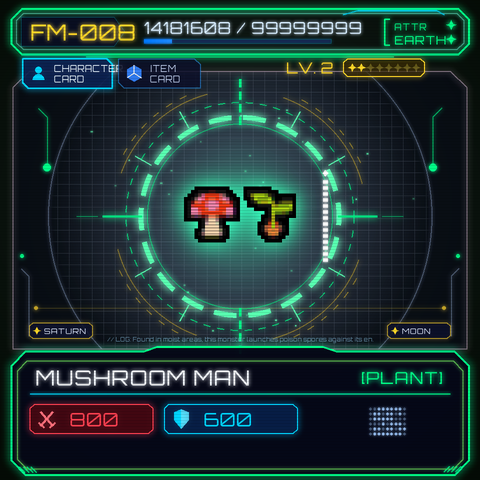 FM-008 14181608 / 99999999 ATTR
EARTH
CHARACTER
CARD
ITEM
CARD
LV.2
SATURN
MOON
// LOG: Found in moist areas, this monster launches poison spores against its en
MUSHROOM MAN [PLANT]
800 600